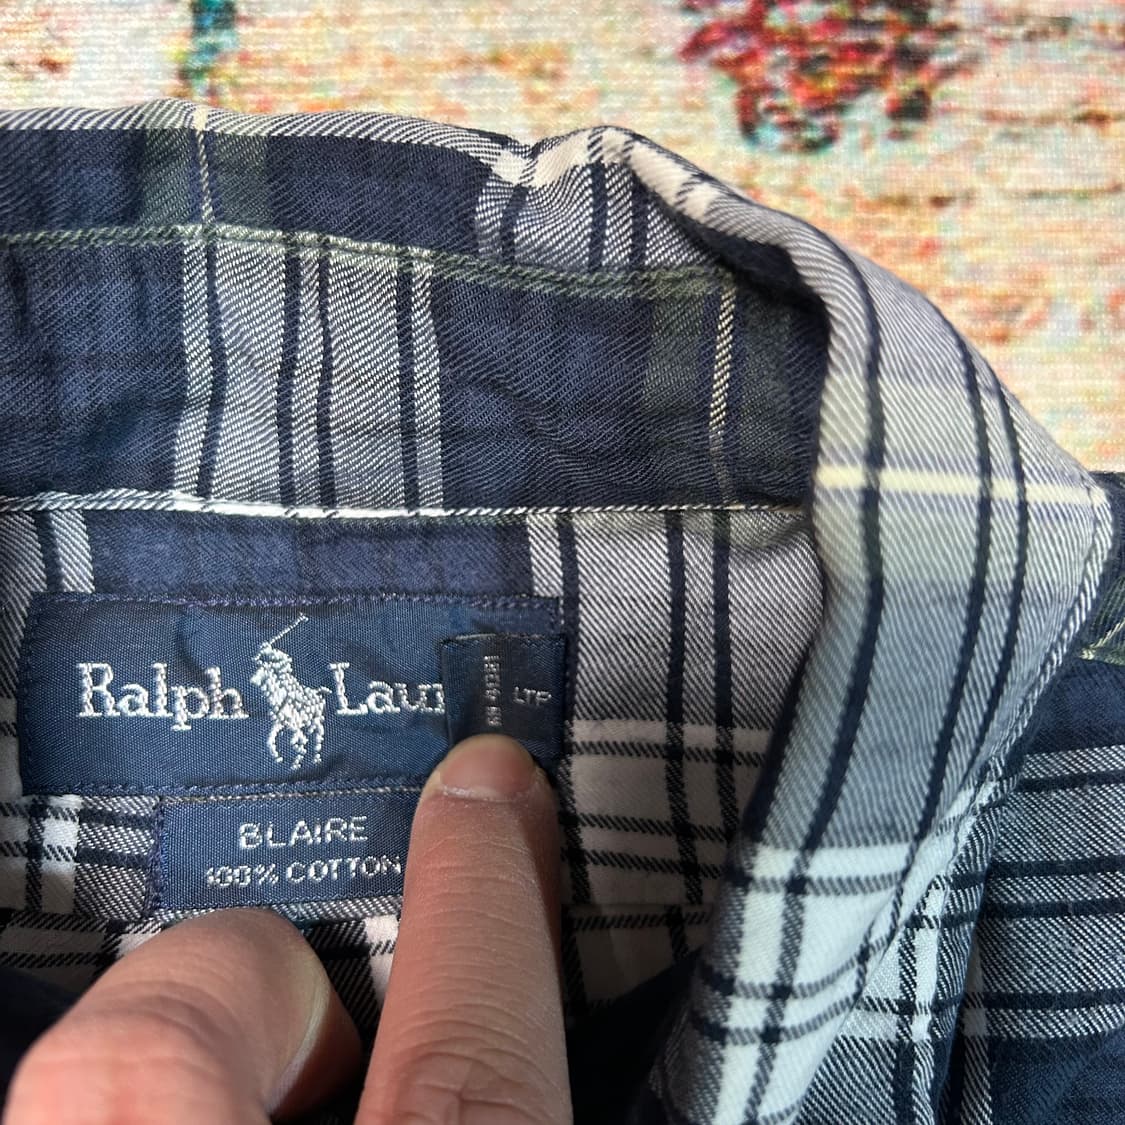 Ralph Laur
LTP
BLAIRE
100% COTTON